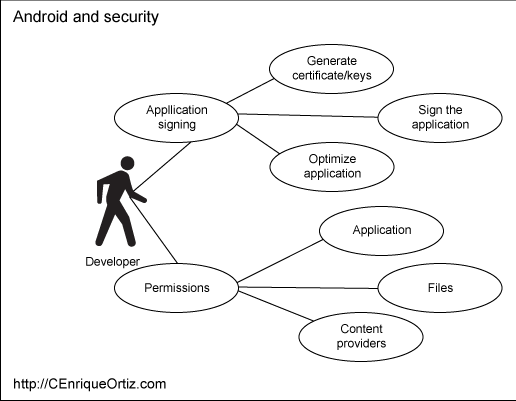 Android and security
Generate
certificate/keys
Appllication
signing
Sign the
application
Optimize
application
Developer
Application
Permissions
Files
Content
providers
http://CEnriqueOrtiz.com